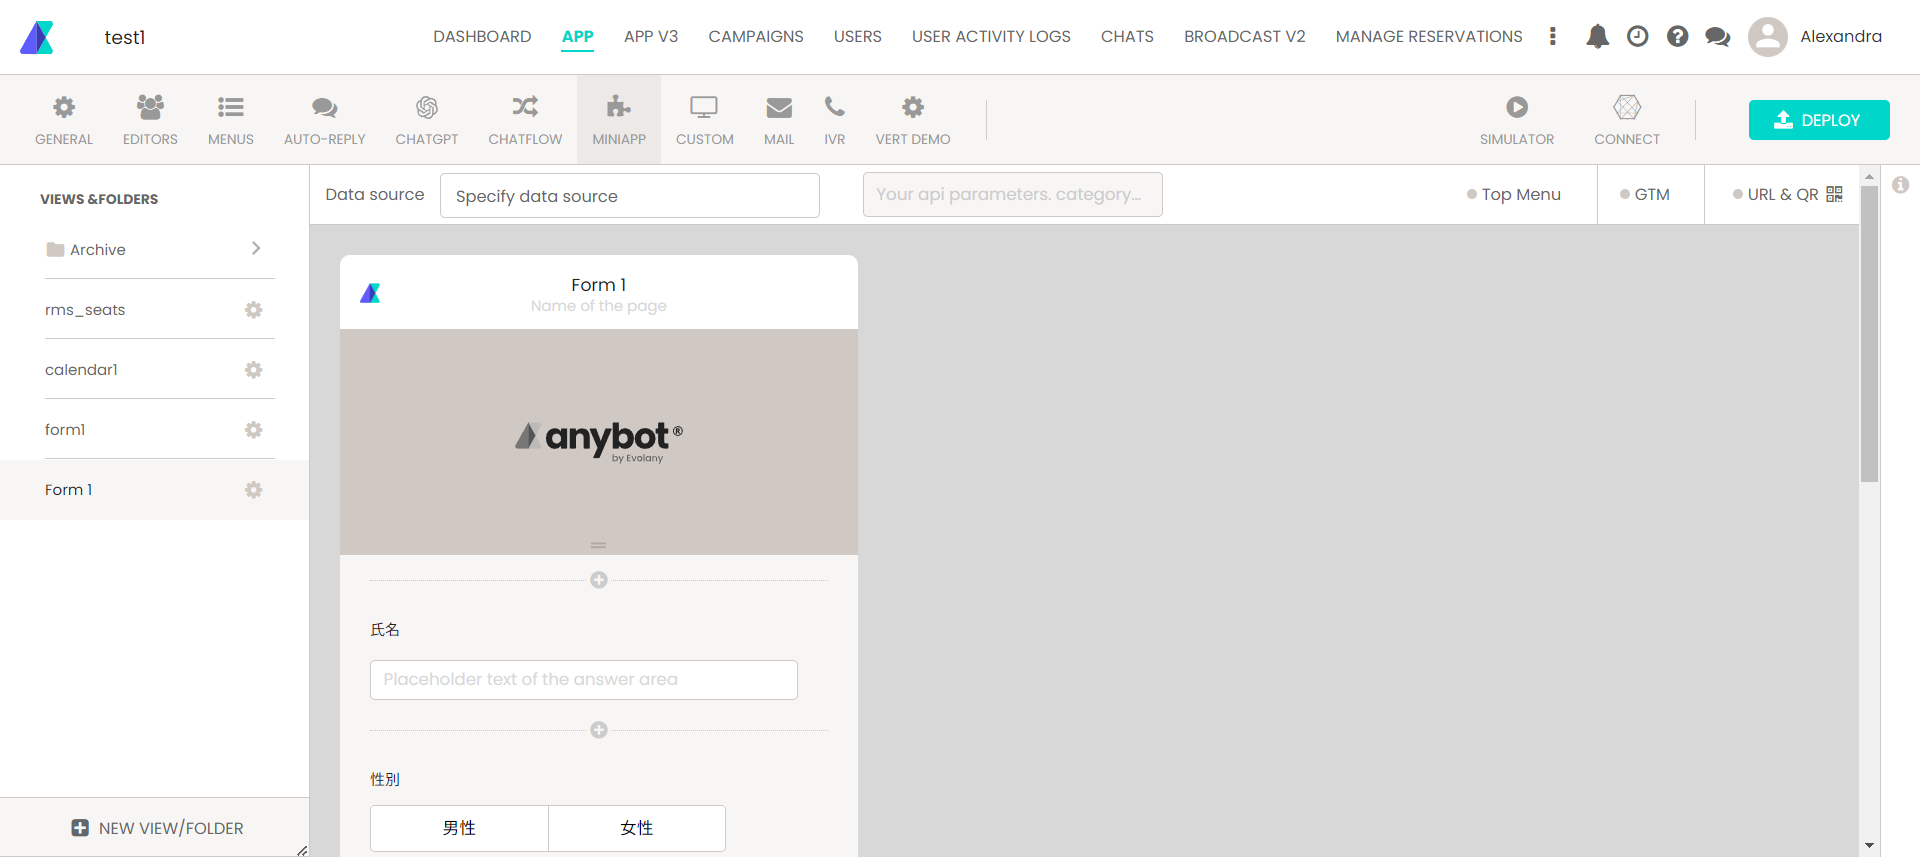 test1
DASHBOARD APP APP V3 CAMPAIGNS USERS USER ACTIVITY LOGS CHATS BROADCAST V2 MANAGE RESERVATIONS Alexandra
GENERAL EDITORS MENUS AUTO-REPLY CHATGPT CHATFLOW MINIAPP CUSTOM MAIL IVR VERT DEMO SIMULATOR CONNECT DEPLOY
VIEWS &FOLDERS
Archive
rms_seats
calendar1
form1
Form 1
NEW VIEW/FOLDER
Data source Specify data source Your api parameters. category... Top Menu GTM URL & QR
Form 1
Name of the page
anybot®
by Evolany
氏名
Placeholder text of the answer area
性別
男性 女性